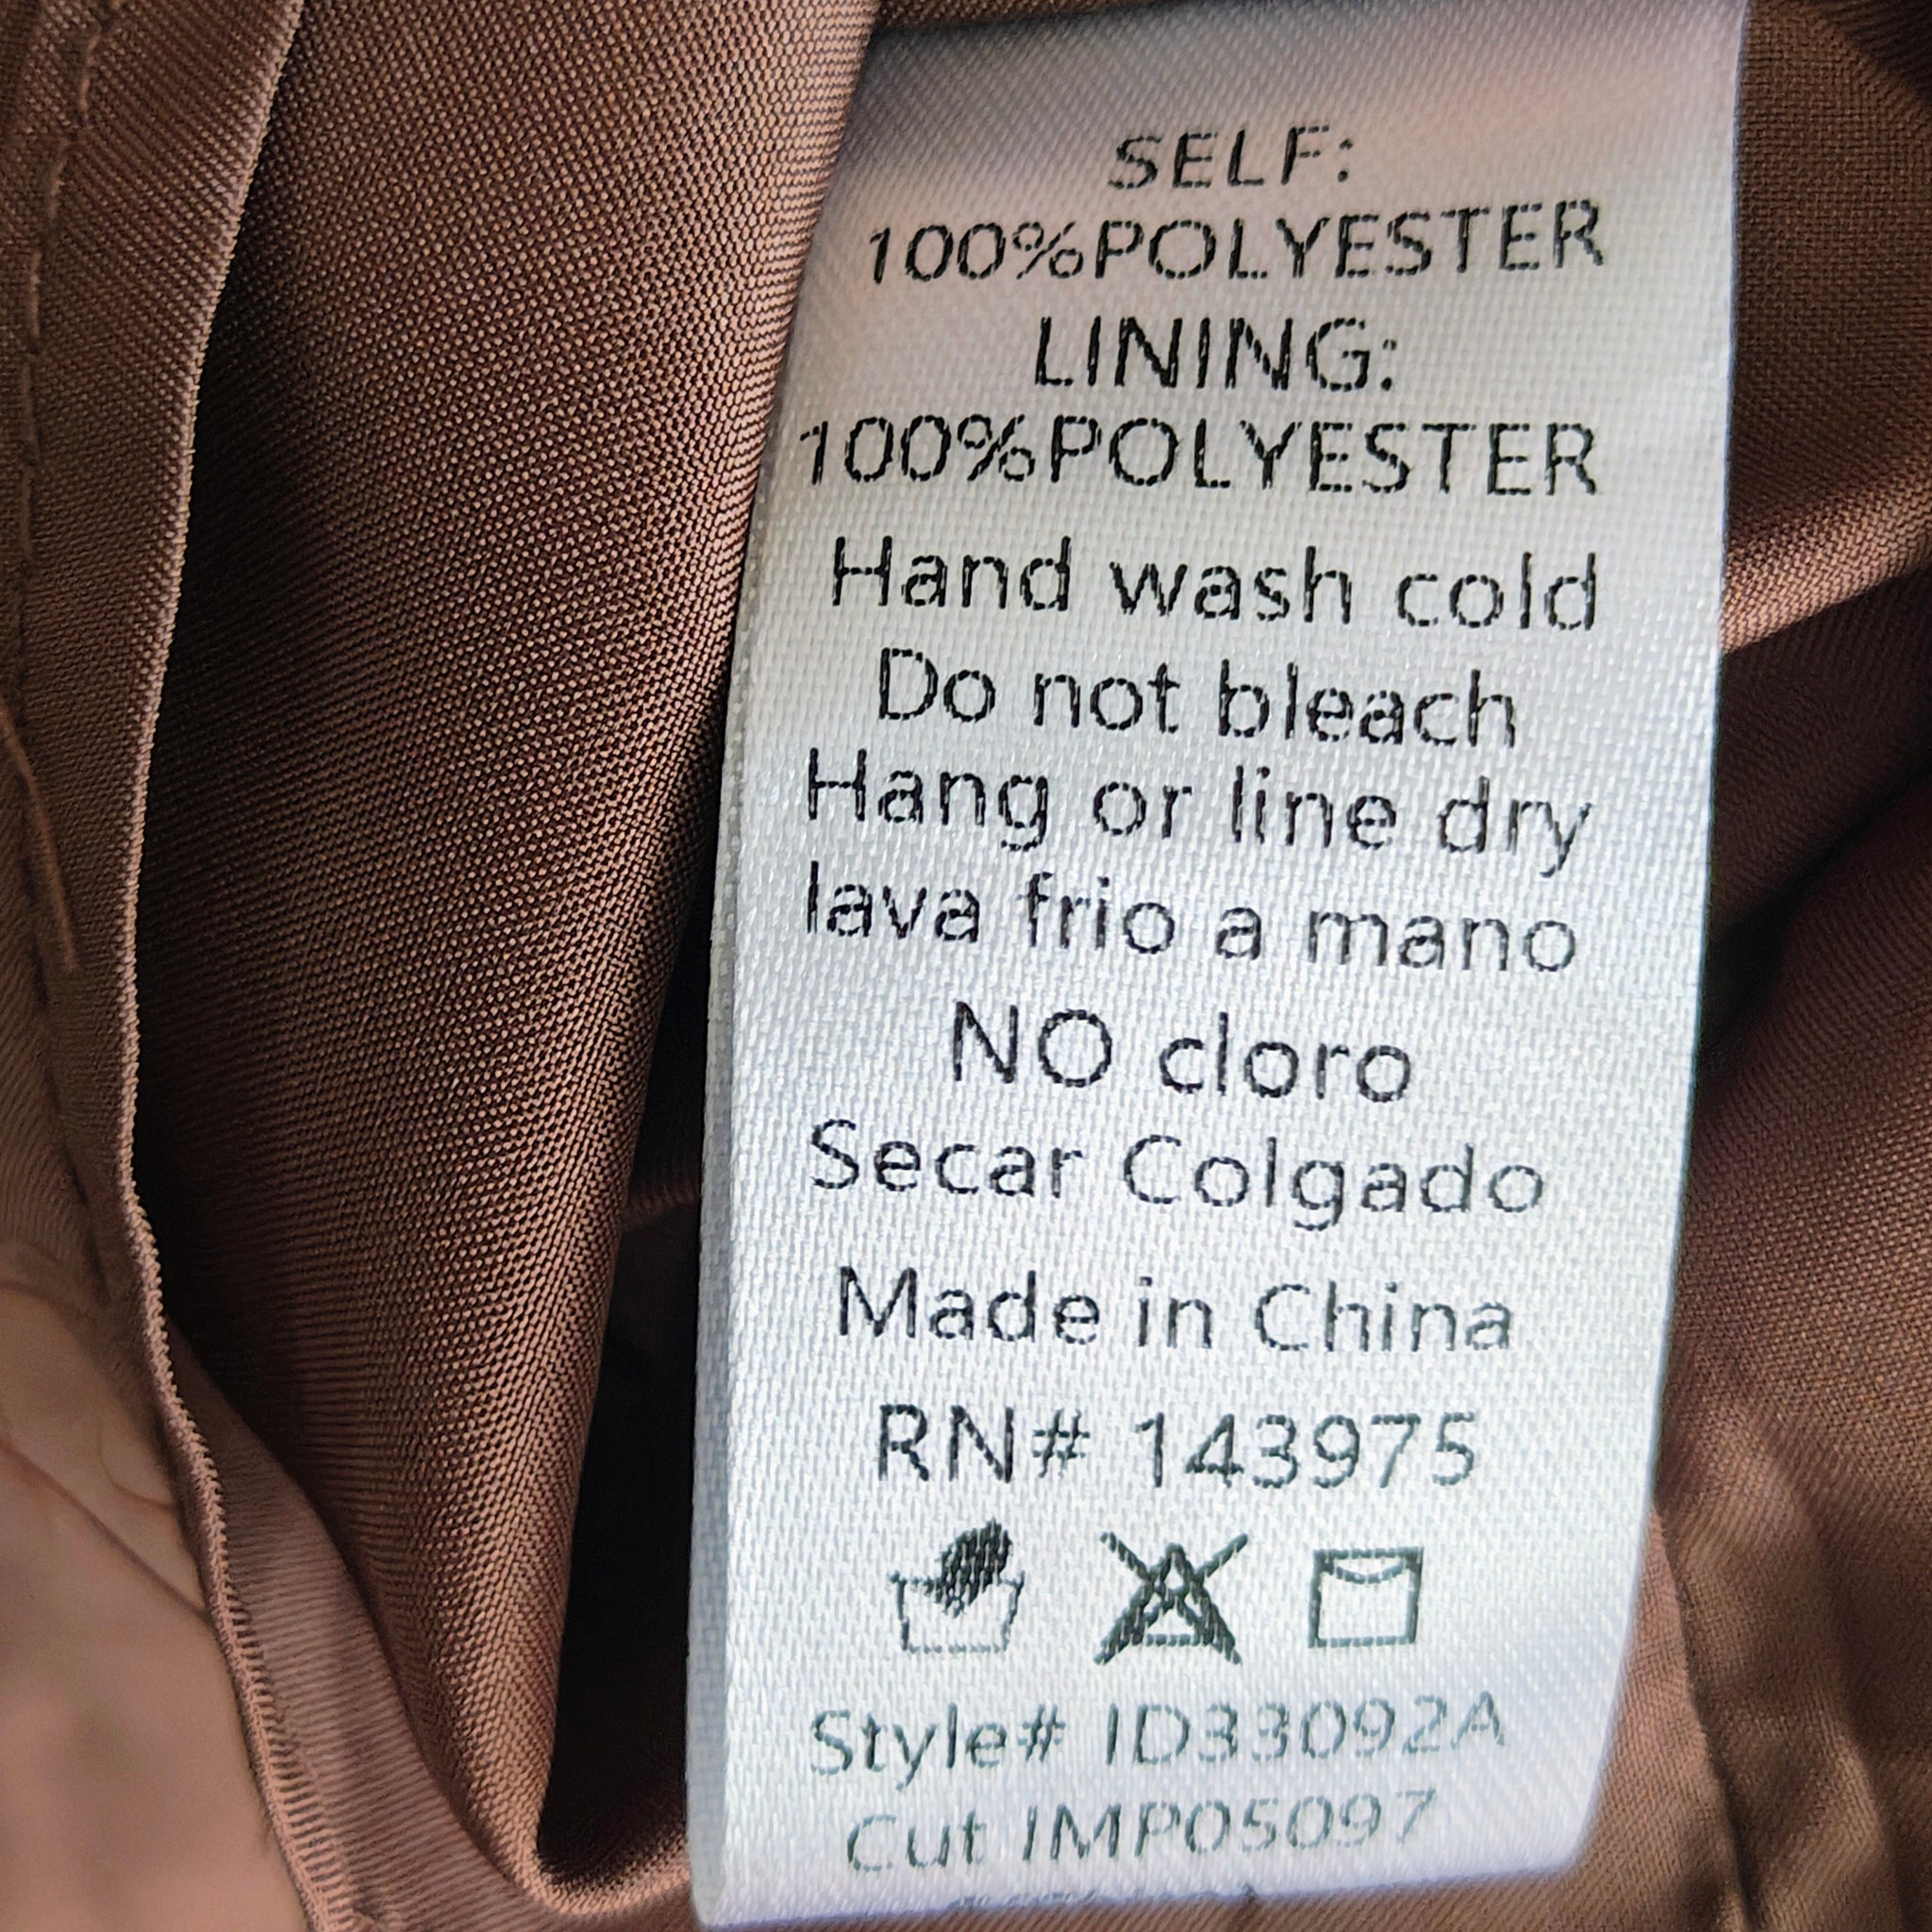 SELF:
100%POLYESTER
LINING:
100%POLYESTER
Hand wash cold
Do not bleach
Hang or line dry
lava frio a mano
NO cloro
Secar Colgado
Made in China
RN# 143975
Style# ID33092A
Cut IMP05097